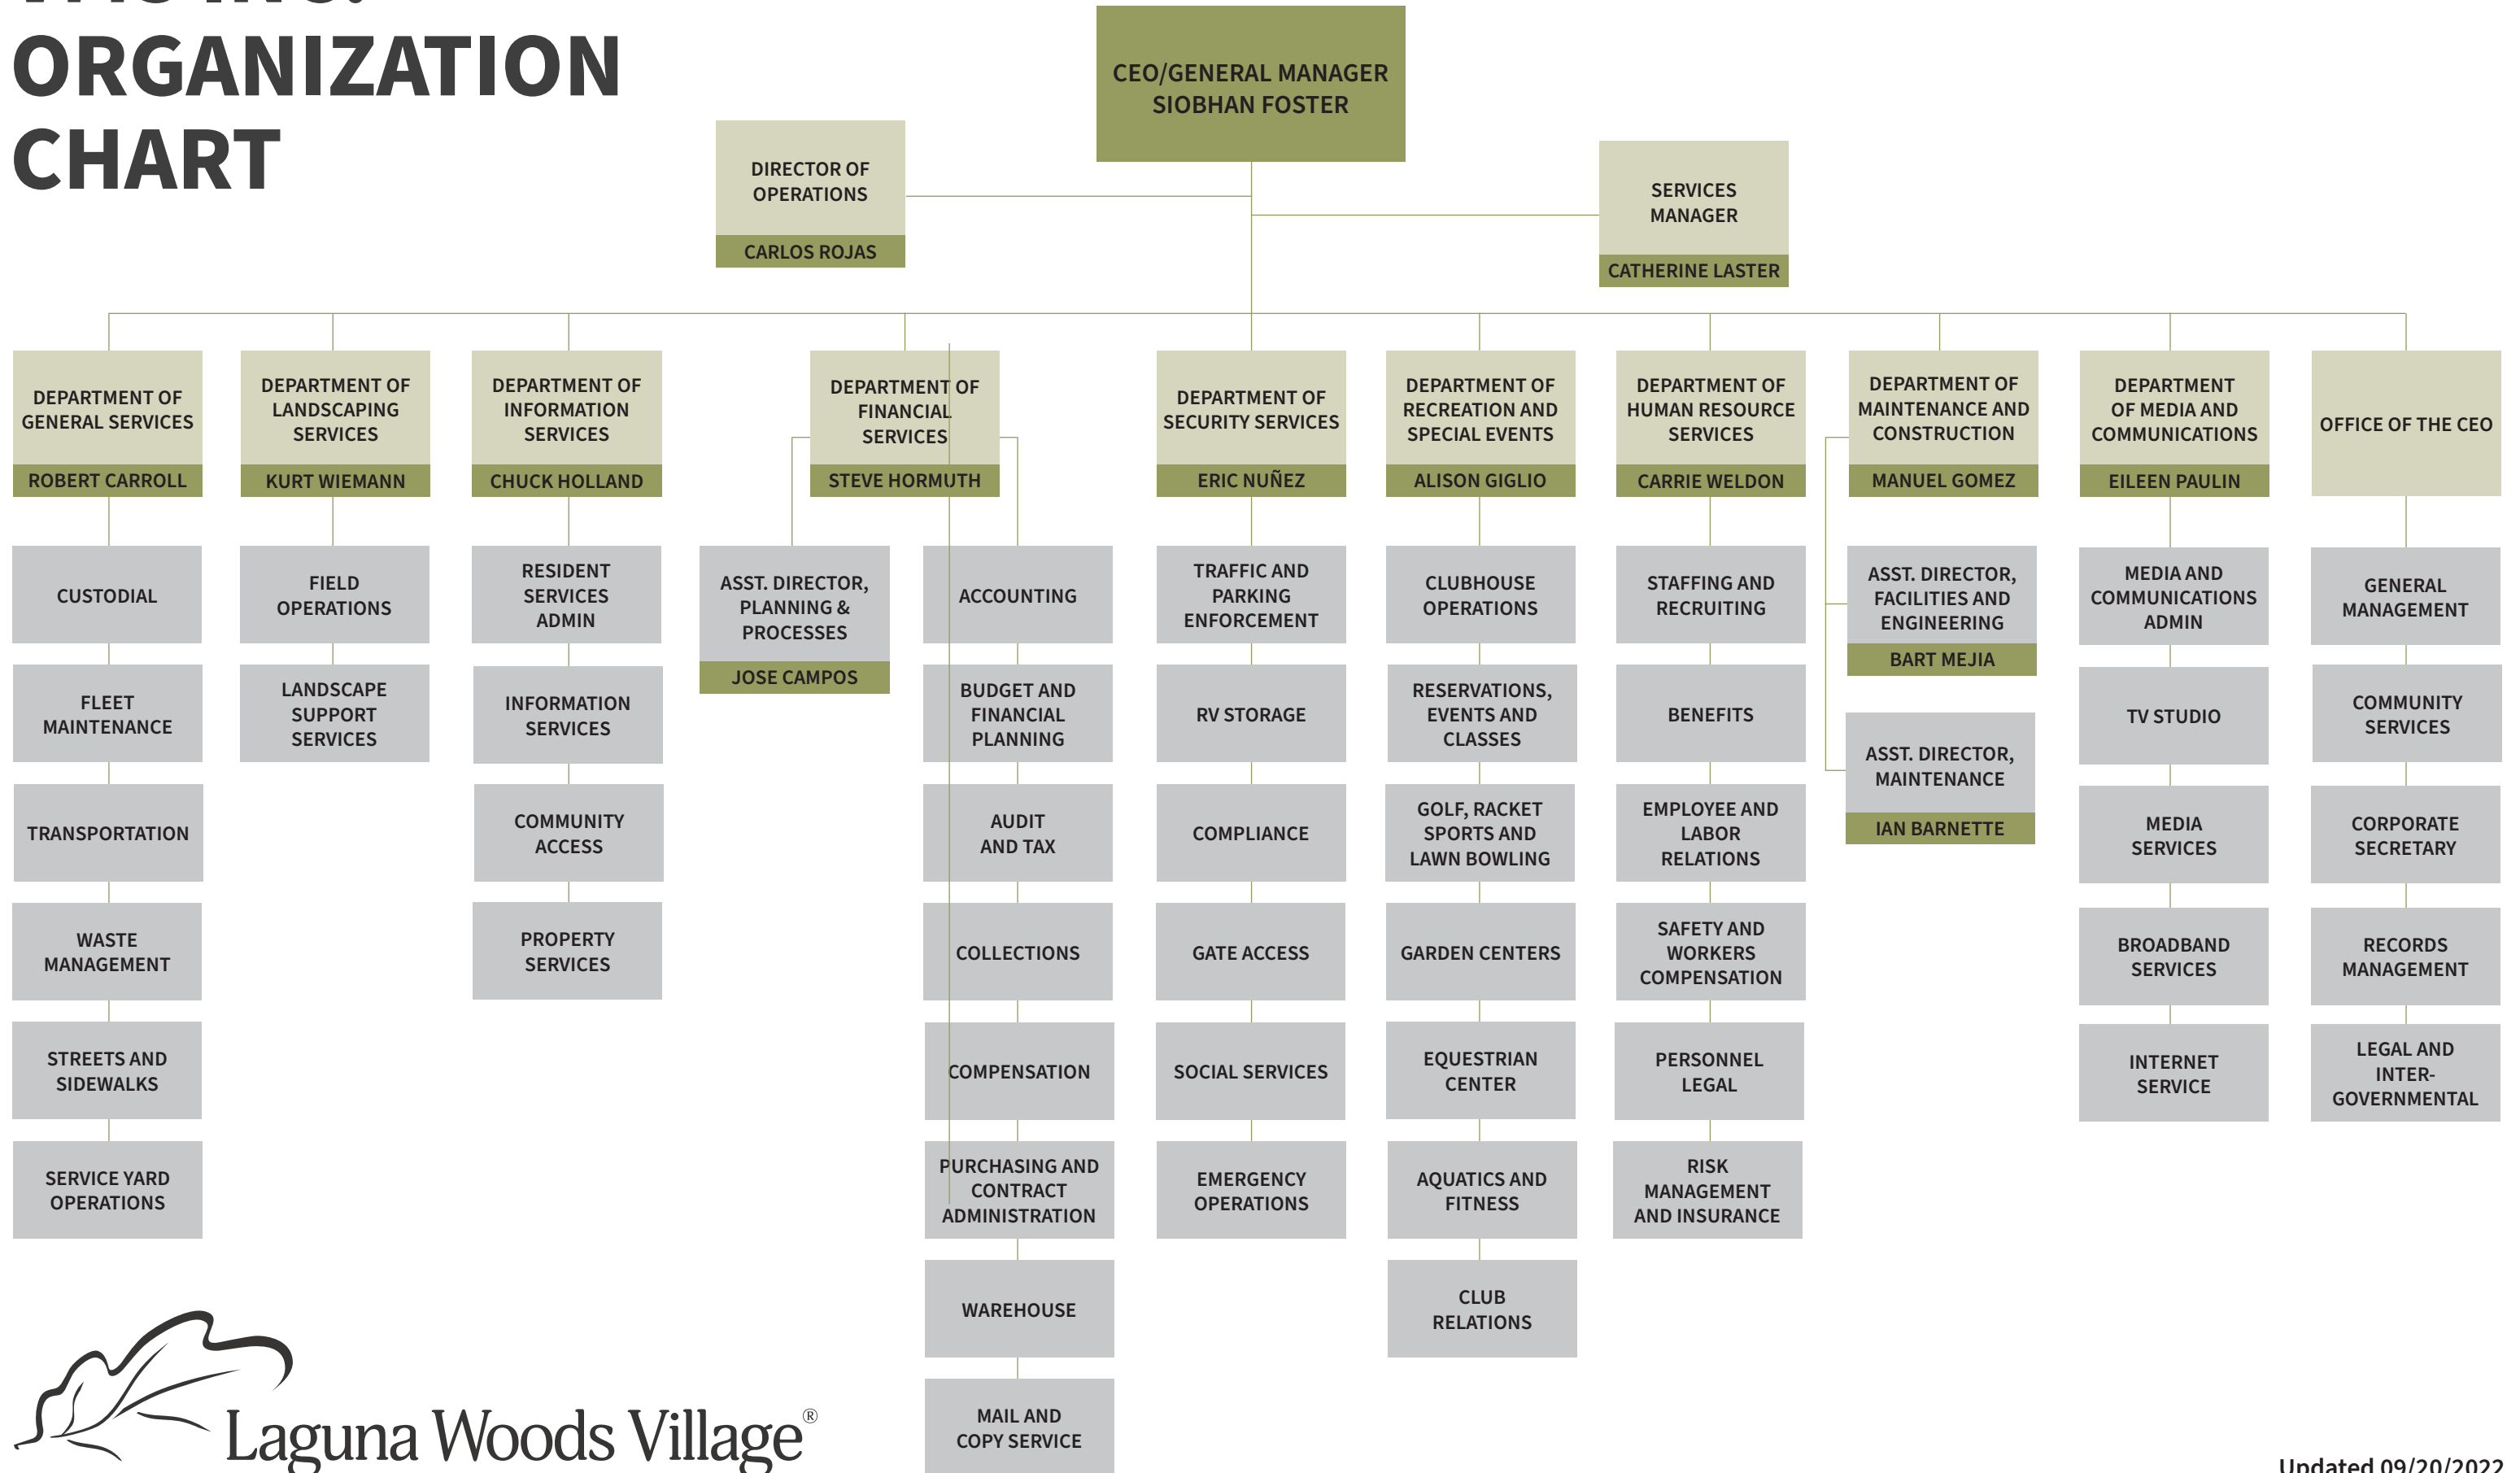 ORGANIZATION
CHART
CEO/GENERAL MANAGER
SIOBHAN FOSTER
DIRECTOR OF
OPERATIONS
CARLOS ROJAS
SERVICES
MANAGER
CATHERINE LASTER
DEPARTMENT OF
GENERAL SERVICES
ROBERT CARROLL
CUSTODIAL
FLEET
MAINTENANCE
TRANSPORTATION
WASTE
MANAGEMENT
STREETS AND
SIDEWALKS
SERVICE YARD
OPERATIONS
DEPARTMENT OF
LANDSCAPING
SERVICES
KURT WIEMANN
FIELD
OPERATIONS
LANDSCAPE
SUPPORT
SERVICES
DEPARTMENT OF
INFORMATION
SERVICES
CHUCK HOLLAND
RESIDENT
SERVICES
ADMIN
INFORMATION
SERVICES
COMMUNITY
ACCESS
PROPERTY
SERVICES
DEPARTMENT OF
FINANCIAL
SERVICES
STEVE HORMUTH
ASST. DIRECTOR,
PLANNING &
PROCESSES
JOSE CAMPOS
ACCOUNTING
BUDGET AND
FINANCIAL
PLANNING
AUDIT
AND TAX
COLLECTIONS
COMPENSATION
PURCHASING AND
CONTRACT
ADMINISTRATION
WAREHOUSE
MAIL AND
COPY SERVICE
DEPARTMENT OF
SECURITY SERVICES
ERIC NUÑEZ
TRAFFIC AND
PARKING
ENFORCEMENT
RV STORAGE
COMPLIANCE
GATE ACCESS
SOCIAL SERVICES
EMERGENCY
OPERATIONS
DEPARTMENT OF
RECREATION AND
SPECIAL EVENTS
ALISON GIGLIO
CLUBHOUSE
OPERATIONS
RESERVATIONS,
EVENTS AND
CLASSES
GOLF, RACKET
SPORTS AND
LAWN BOWLING
GARDEN CENTERS
EQUESTRIAN
CENTER
AQUATICS AND
FITNESS
CLUB
RELATIONS
DEPARTMENT OF
HUMAN RESOURCE
SERVICES
CARRIE WELDON
STAFFING AND
RECRUITING
BENEFITS
EMPLOYEE AND
LABOR
RELATIONS
SAFETY AND
WORKERS
COMPENSATION
PERSONNEL
LEGAL
RISK
MANAGEMENT
AND INSURANCE
DEPARTMENT OF
MAINTENANCE AND
CONSTRUCTION
MANUEL GOMEZ
ASST. DIRECTOR,
FACILITIES AND
ENGINEERING
BART MEJIA
ASST. DIRECTOR,
MAINTENANCE
IAN BARNETTE
DEPARTMENT
OF MEDIA AND
COMMUNICATIONS
EILEEN PAULIN
MEDIA AND
COMMUNICATIONS
ADMIN
TV STUDIO
MEDIA
SERVICES
BROADBAND
SERVICES
INTERNET
SERVICE
OFFICE OF THE CEO
GENERAL
MANAGEMENT
COMMUNITY
SERVICES
CORPORATE
SECRETARY
RECORDS
MANAGEMENT
LEGAL AND
INTER-
GOVERNMENTAL
Laguna Woods Village®
Updated 09/20/2022